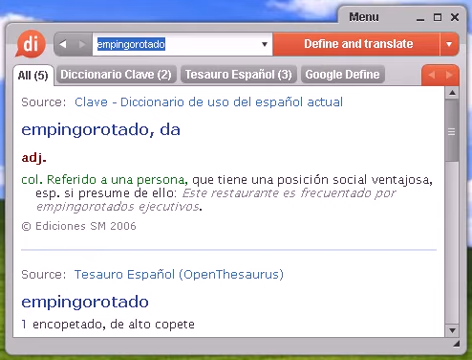 Menu
di
empingorotado
Define and translate
All (5)
Diccionario Clave (2)
Tesauro Español (3)
Google Define
Source: Clave - Diccionario de uso del español actual
empingorotado, da
adj.
col. Referido a una persona, que tiene una posición social ventajosa,
esp. si presume de ello: Este restaurante es frecuentado por
empingorotados ejecutivos.
© Ediciones SM 2006
Source: Tesauro Español (OpenThesaurus)
empingorotado
1 encopetado, de alto copete